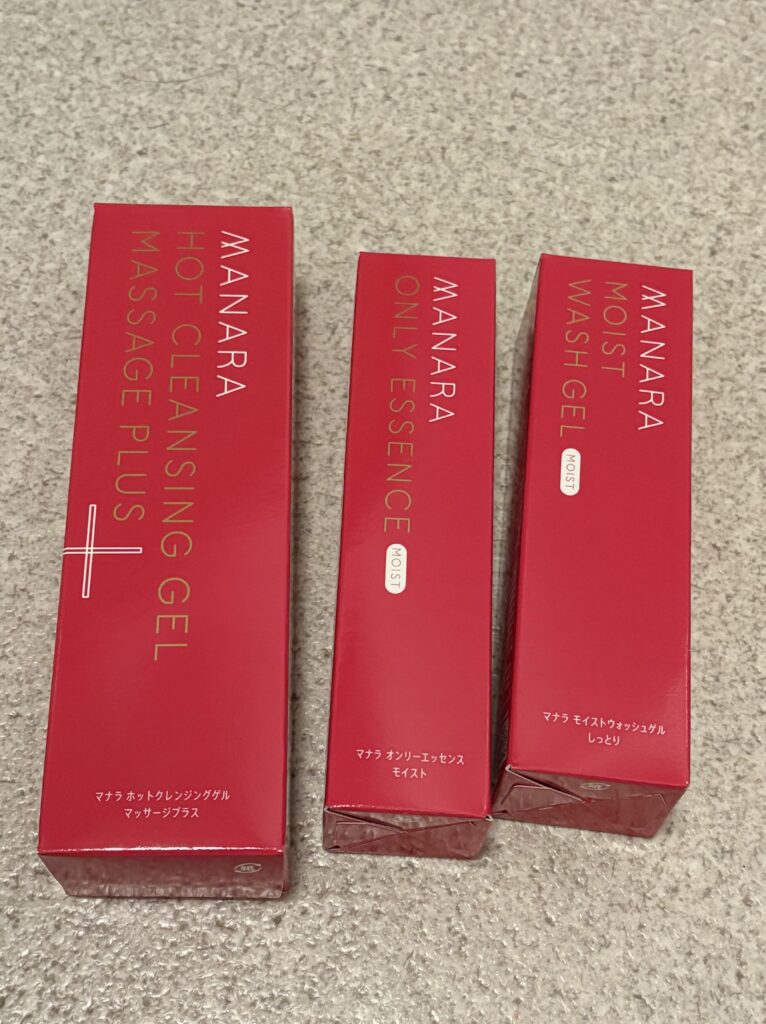 MANARA
HOT CLEANSING GEL
MASSAGE PLUS
マナラ ホットクレンジングゲル
マッサージプラス
MANARA
ONLY ESSENCE
MOIST
マナラ オンリーエッセンス
モイスト
MANARA
MOIST
WASH GEL
MOIST
マナラ モイストウォッシュゲル
しっとり